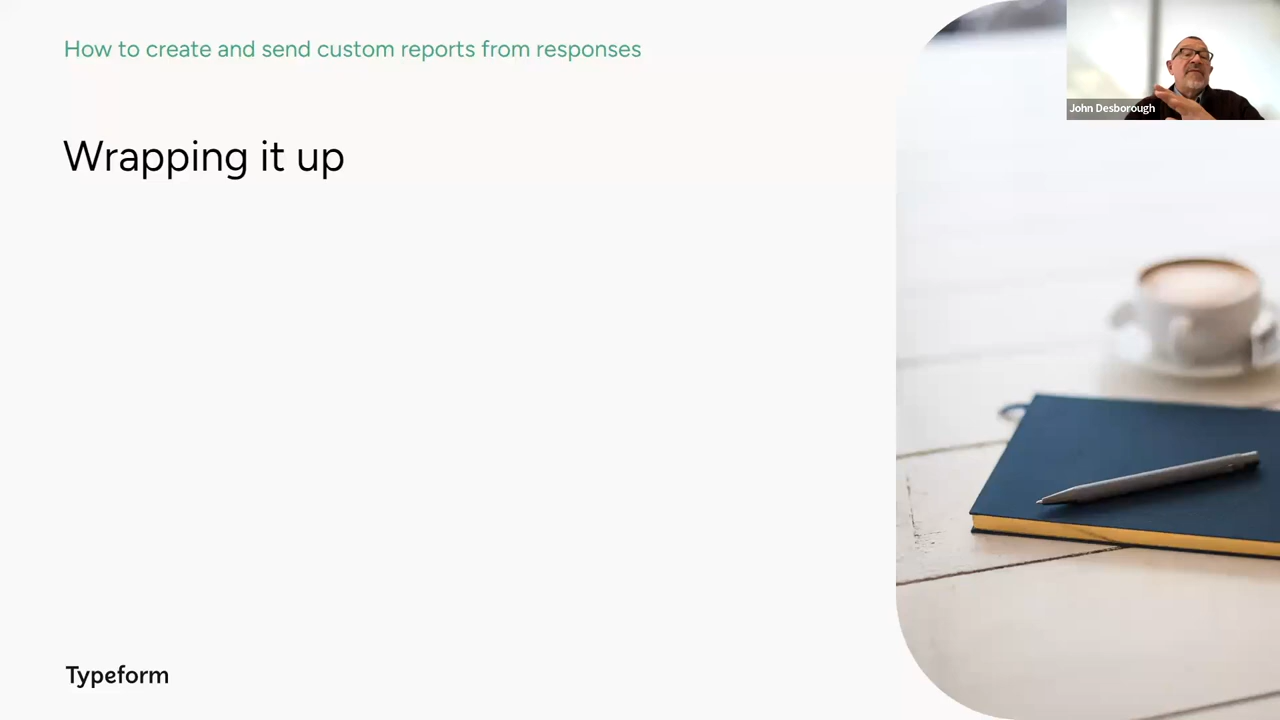 How to create and send custom reports from responses
John Desborough
Wrapping it up
Typeform